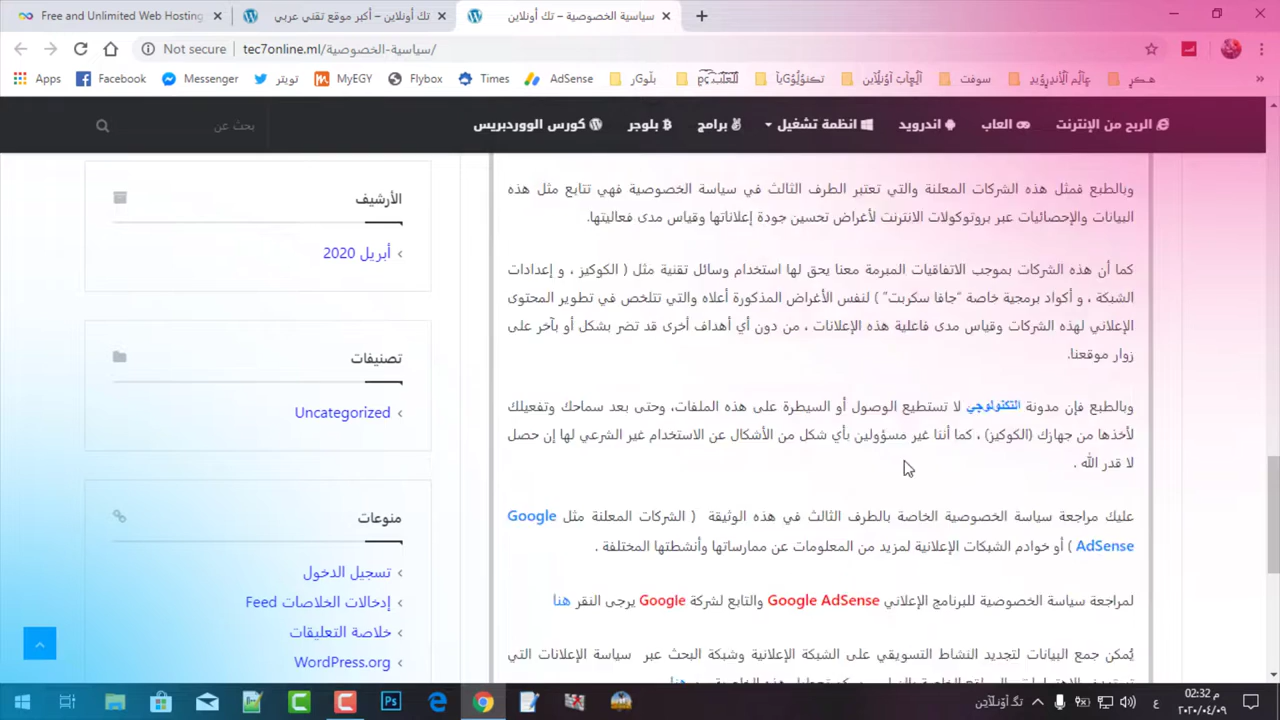 Free and Unlimited Web Hosting
تك أونلاين – أكبر موقع تقني عربي
سياسية الخصوصية – تك أونلاين
Not secure
tec7online.ml/سياسية-الخصوصية/
Apps
Facebook
Messenger
تويتر
MyEGY
Flybox
Times
AdSense
الربح من الإنترنت
العاب
اندرويد
انظمة تشغيل
برامج
بلوجر
كورس الووردبريس
بحث عن
وبالطبع فمثل هذه الشركات المعلنة والتي تعتبر الطرف الثالث في سياسة الخصوصية فهي تتابع مثل هذه
البيانات والإحصائيات عبر بروتوكولات الانترنت لأغراض تحسين جودة إعلاناتها وقياس مدى فعاليتها.
كما أن هذه الشركات بموجب الاتفاقيات المبرمة معنا يحق لها استخدام وسائل تقنية مثل ( الكوكيز ، و إعدادات
الشبكة ، و أكواد برمجية خاصة “جافا سكربت” ) لنفس الأغراض المذكورة أعلاه والتي تتلخص في تطوير المحتوى
الإعلاني لهذه الشركات وقياس مدى فاعلية هذه الإعلانات ، من دون أي أهداف أخرى قد تضر بشكل أو بآخر على
زوار موقعنا.
وبالطبع فإن مدونة التكنولوجي لا تستطيع الوصول أو السيطرة على هذه الملفات، وحتى بعد سماحك وتفعيلك
لأخذها من جهازك (الكوكيز) ، كما أننا غير مسؤولين بأي شكل من الأشكال عن الاستخدام غير الشرعي لها إن حصل
لا قدر الله .
عليك مراجعة سياسة الخصوصية الخاصة بالطرف الثالث في هذه الوثيقة ( الشركات المعلنة مثل Google
AdSense ) أو خوادم الشبكات الإعلانية لمزيد من المعلومات عن ممارساتها وأنشطتها المختلفة .
لمراجعة سياسة الخصوصية للبرنامج الإعلاني Google AdSense والتابع لشركة Google يرجى النقر هنا
يُمكن جمع البيانات لتجديد النشاط التسويقي على الشبكة الإعلانية وشبكة البحث عبر سياسة الإعلانات التي
الأرشيف
أبريل 2020
تصنيفات
Uncategorized
منوعات
تسجيل الدخول
إدخالات الخلاصات Feed
خلاصة التعليقات
WordPress.org
02:32 م
٢٠٢٠/٠٤/٠٩
ع